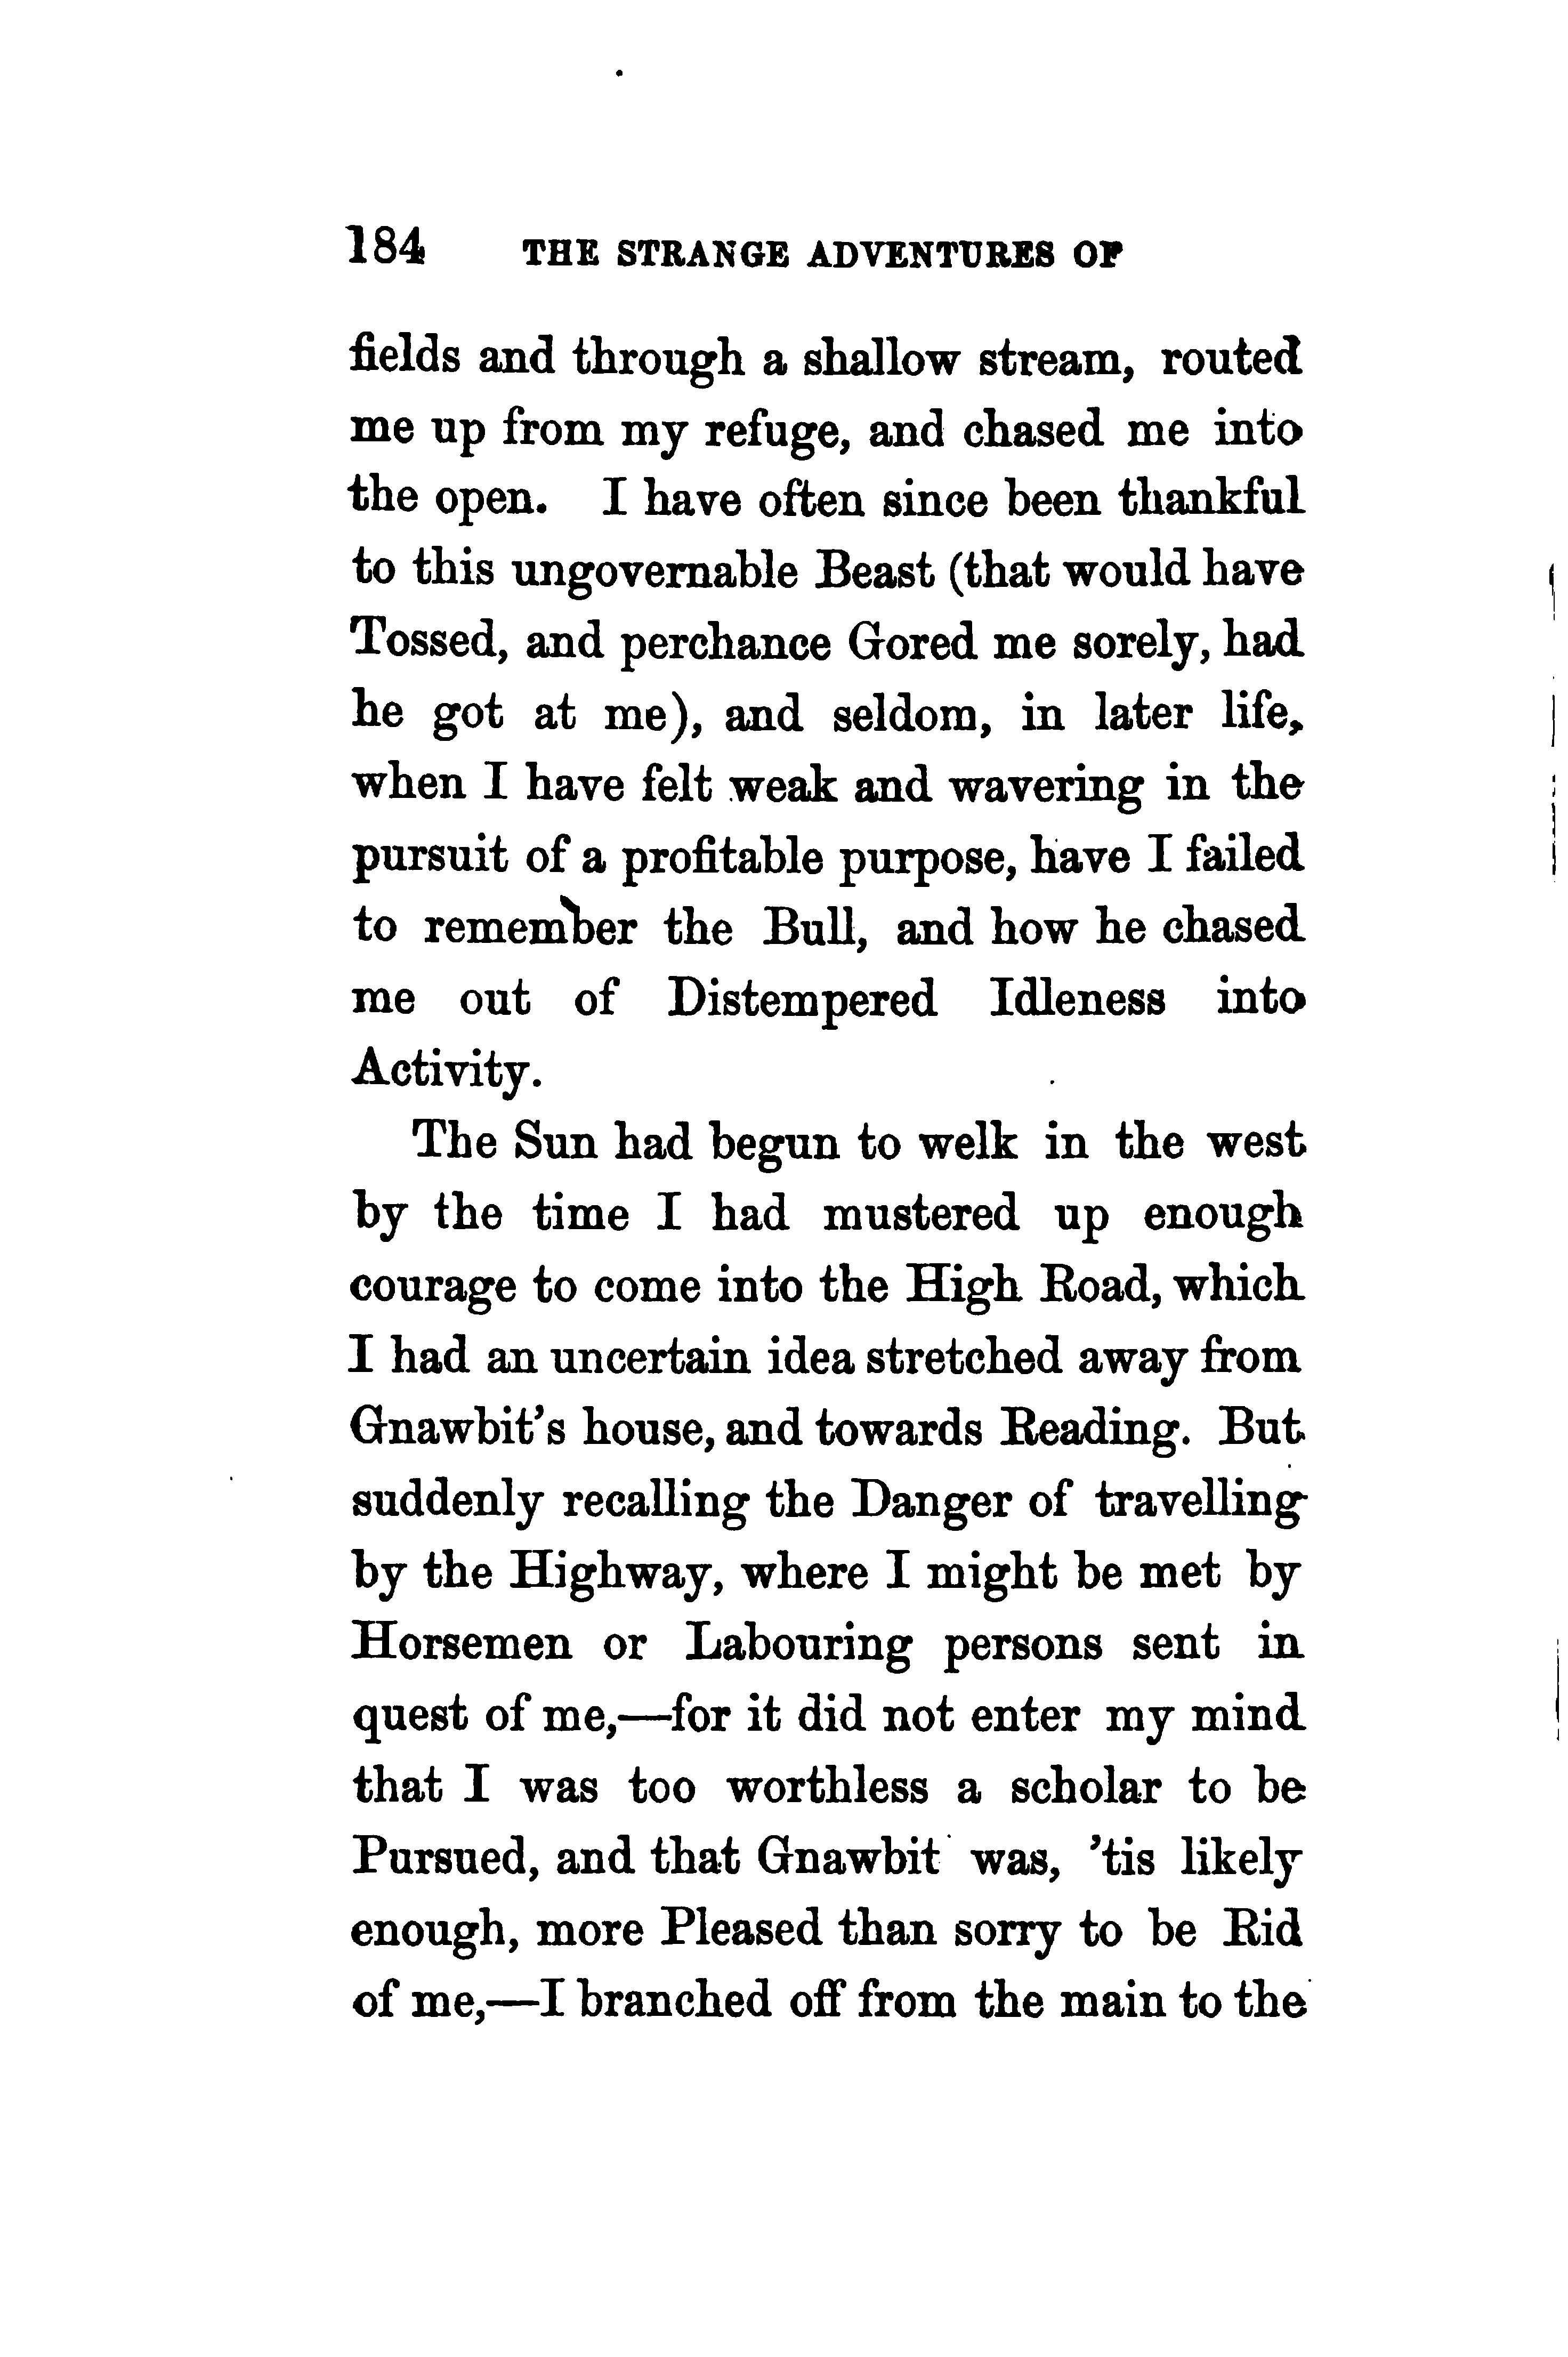 184 THE STRANGE ADVENTURES OF
fields and through a shallow stream, routed
me up from my refuge, and chased me into
the open. I have often since been thankful
to this ungovernable Beast (that would have
Tossed, and perchance Gored me sorely, had
he got at me), and seldom, in later life,
when I have felt weak and wavering in the
pursuit of a profitable purpose, have I failed
to remember the Bull, and how he chased
me out of Distempered Idleness into
Activity.
The Sun had begun to welk in the west
by the time I had mustered up enough
courage to come into the High Road, which
I had an uncertain idea stretched away from
Gnawbit's house, and towards Reading. But
suddenly recalling the Danger of travelling
by the Highway, where I might be met by
Horsemen or Labouring persons sent in
quest of me,—for it did not enter my mind
that I was too worthless a scholar to be
Pursued, and that Gnawbit was, 'tis likely
enough, more Pleased than sorry to be Rid
of me,—I branched off from the main to the